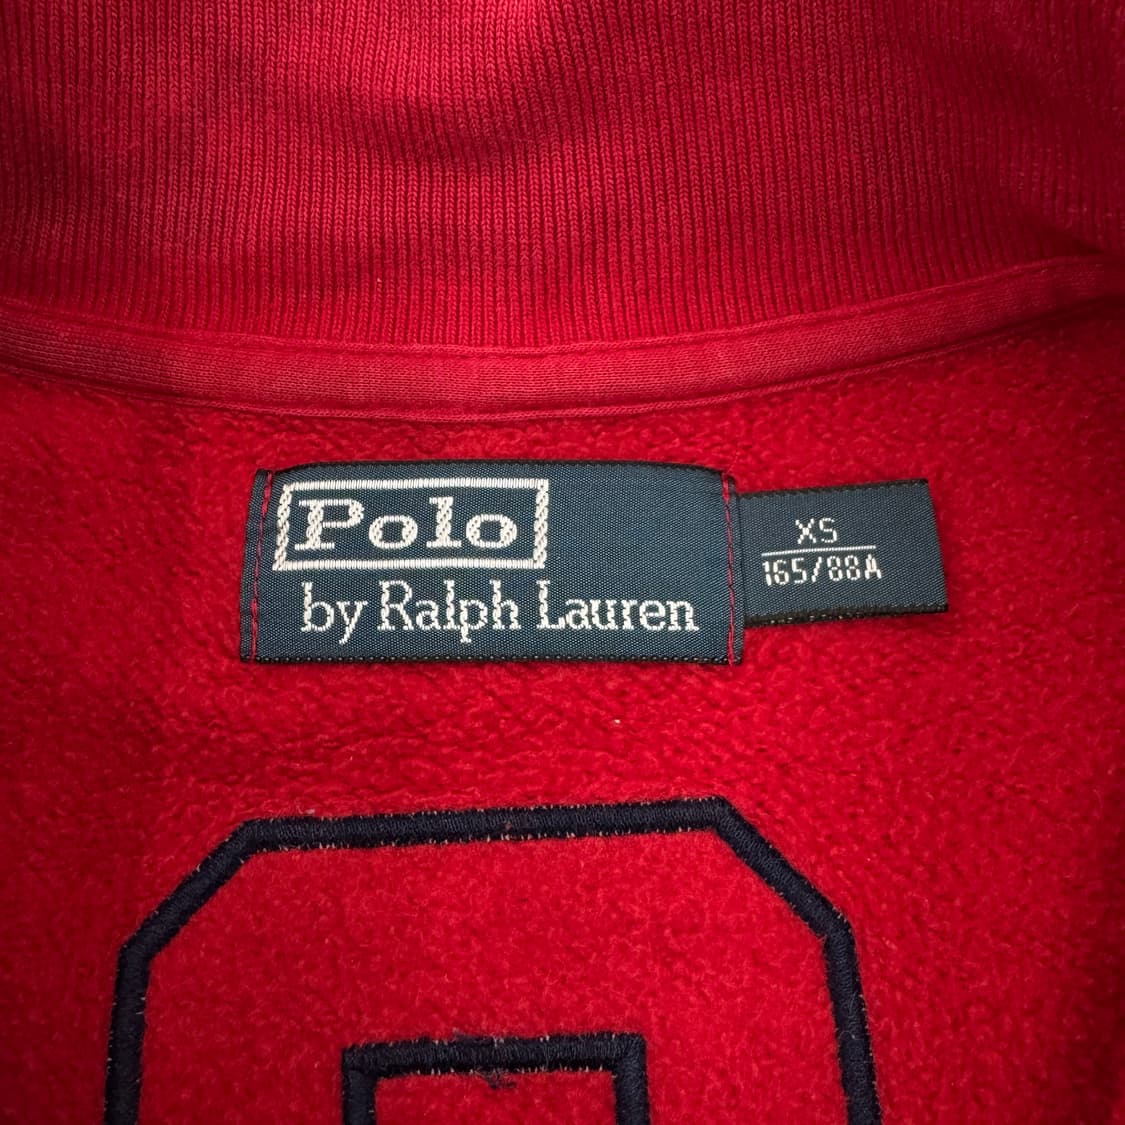 Polo
by Ralph Lauren
XS
165/88A